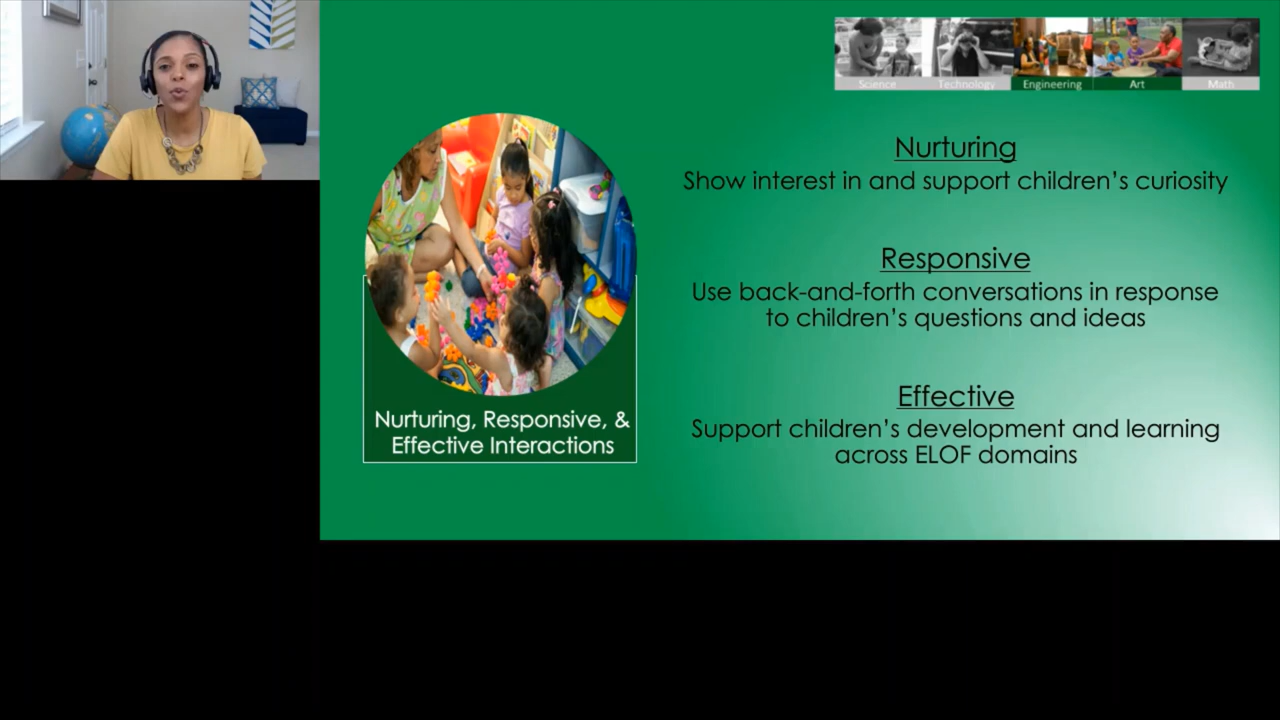 Science Technology Engineering Art Math
Nurturing
Show interest in and support children's curiosity
Responsive
Use back-and-forth conversations in response
to children's questions and ideas
Effective
Support children's development and learning
across ELOF domains
Nurturing, Responsive, &
Effective Interactions